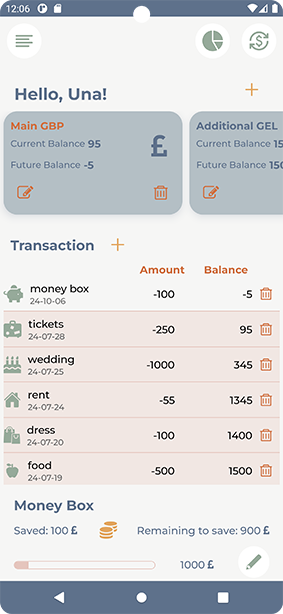 12:06
Hello, Una!
Main GBP
Current Balance 95
£
Future Balance -5
Additional GEL
Current Balance
Future Balance
Transaction
Amount Balance
money box -100 -5
24-10-06
tickets -250 95
24-07-28
wedding -1000 345
24-07-25
rent -55 1345
24-07-24
dress -100 1400
24-07-20
food -500 1500
24-07-19
Money Box
Saved: 100 £ Remaining to save: 900 £
1000 £